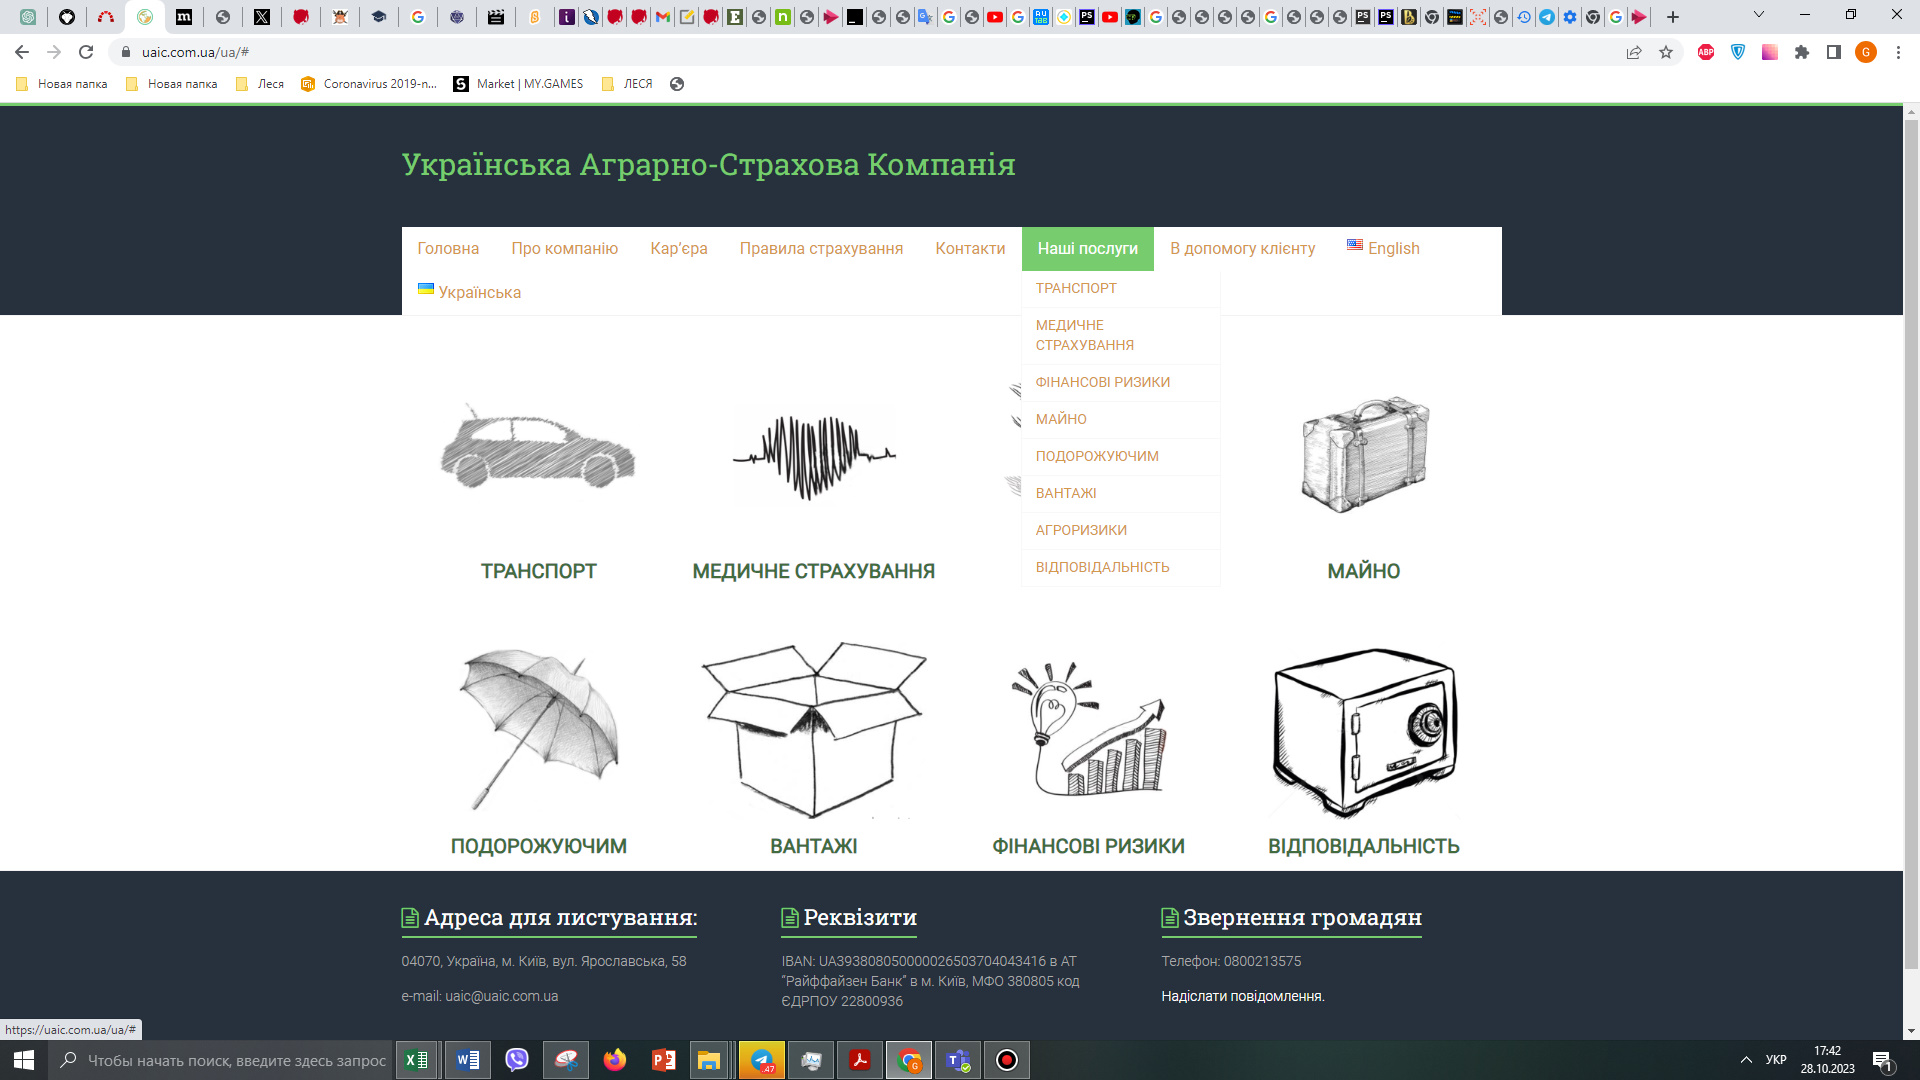 uaic.com.ua/ua/#
Новая папка
Новая папка
Леся
Coronavirus 2019-n...
Market | MY.GAMES
ЛЕСЯ
Українська Аграрно-Страхова Компанія
Головна
Про компанію
Кар’єра
Правила страхування
Контакти
Наші послуги
В допомогу клієнту
English
Українська
ТРАНСПОРТ
МЕДИЧНЕ
СТРАХУВАННЯ
ФІНАНСОВІ РИЗИКИ
МАЙНО
ПОДОРОЖУЮЧИМ
ВАНТАЖІ
АГРОРИЗИКИ
ВІДПОВІДАЛЬНІСТЬ
ТРАНСПОРТ
МЕДИЧНЕ СТРАХУВАННЯ
МАЙНО
ПОДОРОЖУЮЧИМ
ВАНТАЖІ
ФІНАНСОВІ РИЗИКИ
ВІДПОВІДАЛЬНІСТЬ
Адреса для листування:
04070, Україна, м. Київ, вул. Ярославська, 58
e-mail: uaic@uaic.com.ua
Реквізити
IBAN: UA393808050000026503704043416 в АТ
“Райффайзен Банк” в м. Київ, МФО 380805 код
ЄДРПОУ 22800936
Звернення громадян
Телефон: 0800213575
Надіслати повідомлення.
https://uaic.com.ua/ua/#
Чтобы начать поиск, введите здесь запрос
УКР
17:42
28.10.2023